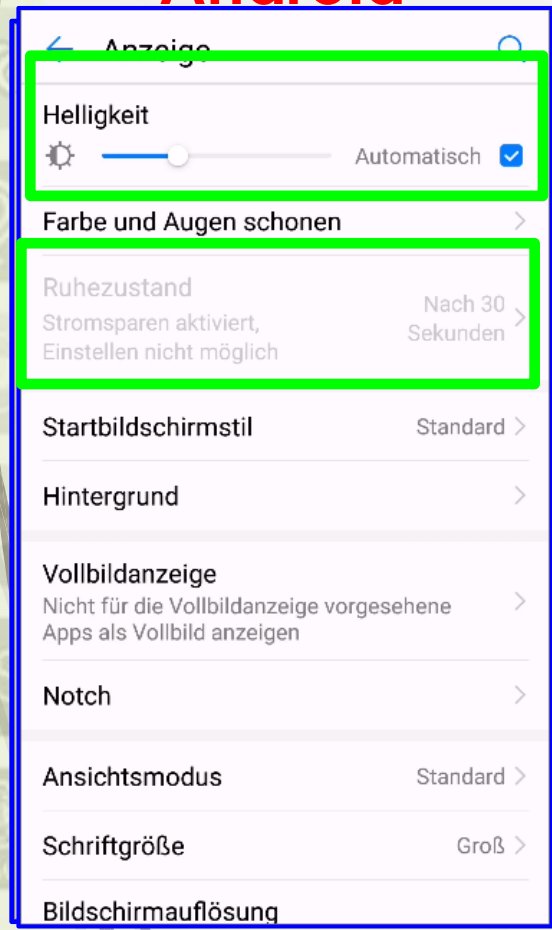 Android
Anzeige
Helligkeit
Automatisch
Farbe und Augen schonen
Ruhezustand
Stromsparen aktiviert,
Einstellen nicht möglich
Nach 30
Sekunden
Startbildschirmstil
Standard
Hintergrund
Vollbildanzeige
Nicht für die Vollbildanzeige vorgesehene
Apps als Vollbild anzeigen
Notch
Ansichtsmodus
Standard
Schriftgröße
Groß
Bildschirmauflösung